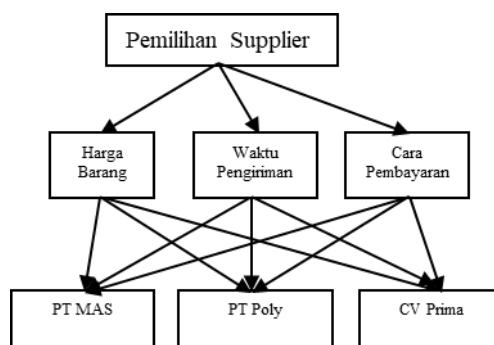 Pemilihan Supplier
Harga
Barang
Waktu
Pengiriman
Cara
Pembayaran
PT MAS
PT Poly
CV Prima